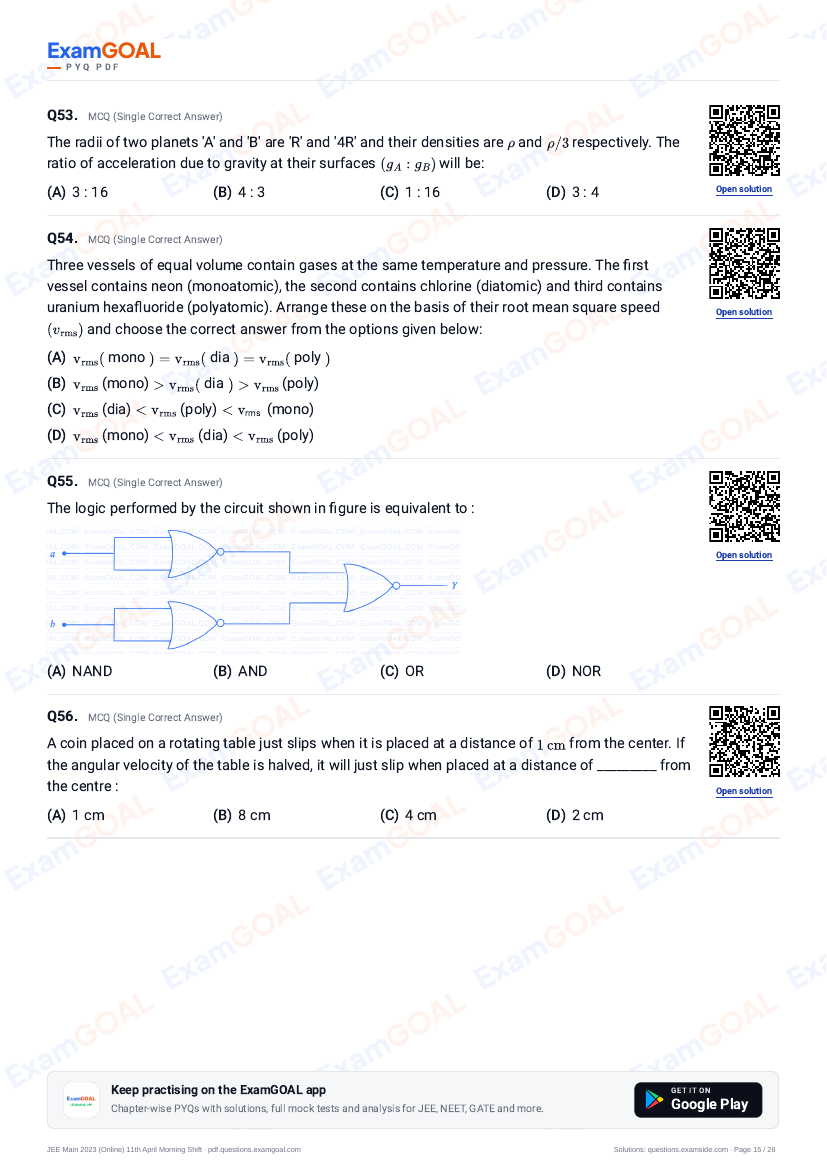 ExamGOAL
PYQ PDF
Q53. MCQ (Single Correct Answer)
The radii of two planets 'A' and 'B' are 'R' and '4R' and their densities are ρ and ρ/3 respectively. The
ratio of acceleration due to gravity at their surfaces (g_A : g_B) will be:
(A) 3 : 16 (B) 4 : 3 (C) 1 : 16 (D) 3 : 4
Open solution
Q54. MCQ (Single Correct Answer)
Three vessels of equal volume contain gases at the same temperature and pressure. The first
vessel contains neon (monoatomic), the second contains chlorine (diatomic) and third contains
uranium hexafluoride (polyatomic). Arrange these on the basis of their root mean square speed
(v_rms) and choose the correct answer from the options given below:
(A) v_rms( mono ) = v_rms( dia ) = v_rms( poly )
(B) v_rms (mono) > v_rms( dia ) > v_rms (poly)
(C) v_rms (dia) < v_rms (poly) < v_rms (mono)
(D) v_rms (mono) < v_rms (dia) < v_rms (poly)
Open solution
Q55. MCQ (Single Correct Answer)
The logic performed by the circuit shown in figure is equivalent to :
a
Y
b
(A) NAND (B) AND (C) OR (D) NOR
Open solution
Q56. MCQ (Single Correct Answer)
A coin placed on a rotating table just slips when it is placed at a distance of 1 cm from the center. If
the angular velocity of the table is halved, it will just slip when placed at a distance of _________ from
the centre :
(A) 1 cm (B) 8 cm (C) 4 cm (D) 2 cm
Open solution
Keep practising on the ExamGOAL app
Chapter-wise PYQs with solutions, full mock tests and analysis for JEE, NEET, GATE and more.
GET IT ON
Google Play
JEE Main 2023 (Online) 11th April Morning Shift · pdf.questions.examgoal.com
Solutions: questions.examside.com · Page 15 / 26